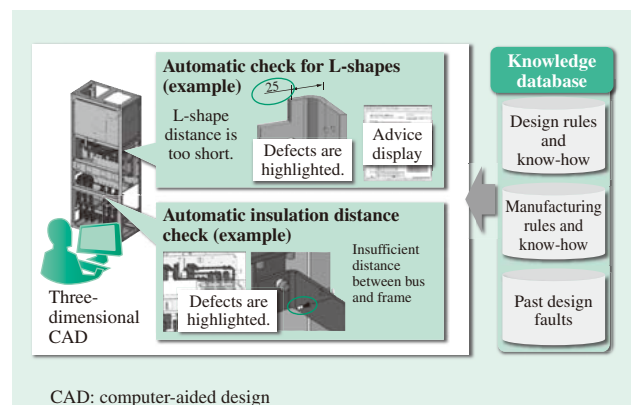 Automatic check for L-shapes
(example)
25
L-shape
distance is
too short.
Defects are
highlighted.
Advice
display
Automatic insulation distance
check (example)
Insufficient
distance
between bus
and frame
Defects are
highlighted.
Three-
dimensional
CAD
Knowledge
database
Design rules
and
know-how
Manufacturing
rules and
know-how
Past design
faults
CAD: computer-aided design